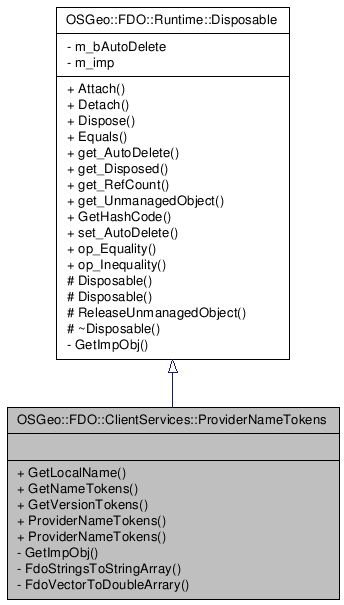 OSGeo::FDO::Runtime::Disposable
- m_bAutoDelete
- m_imp
+ Attach()
+ Detach()
+ Dispose()
+ Equals()
+ get_AutoDelete()
+ get_Disposed()
+ get_RefCount()
+ get_UnmanagedObject()
+ GetHashCode()
+ set_AutoDelete()
+ op_Equality()
+ op_Inequality()
# Disposable()
# Disposable()
# ReleaseUnmanagedObject()
# ~Disposable()
- GetImpObj()
OSGeo::FDO::ClientServices::ProviderNameTokens
+ GetLocalName()
+ GetNameTokens()
+ GetVersionTokens()
+ ProviderNameTokens()
+ ProviderNameTokens()
- GetImpObj()
- FdoStringsToStringArray()
- FdoVectorToDoubleArrary()